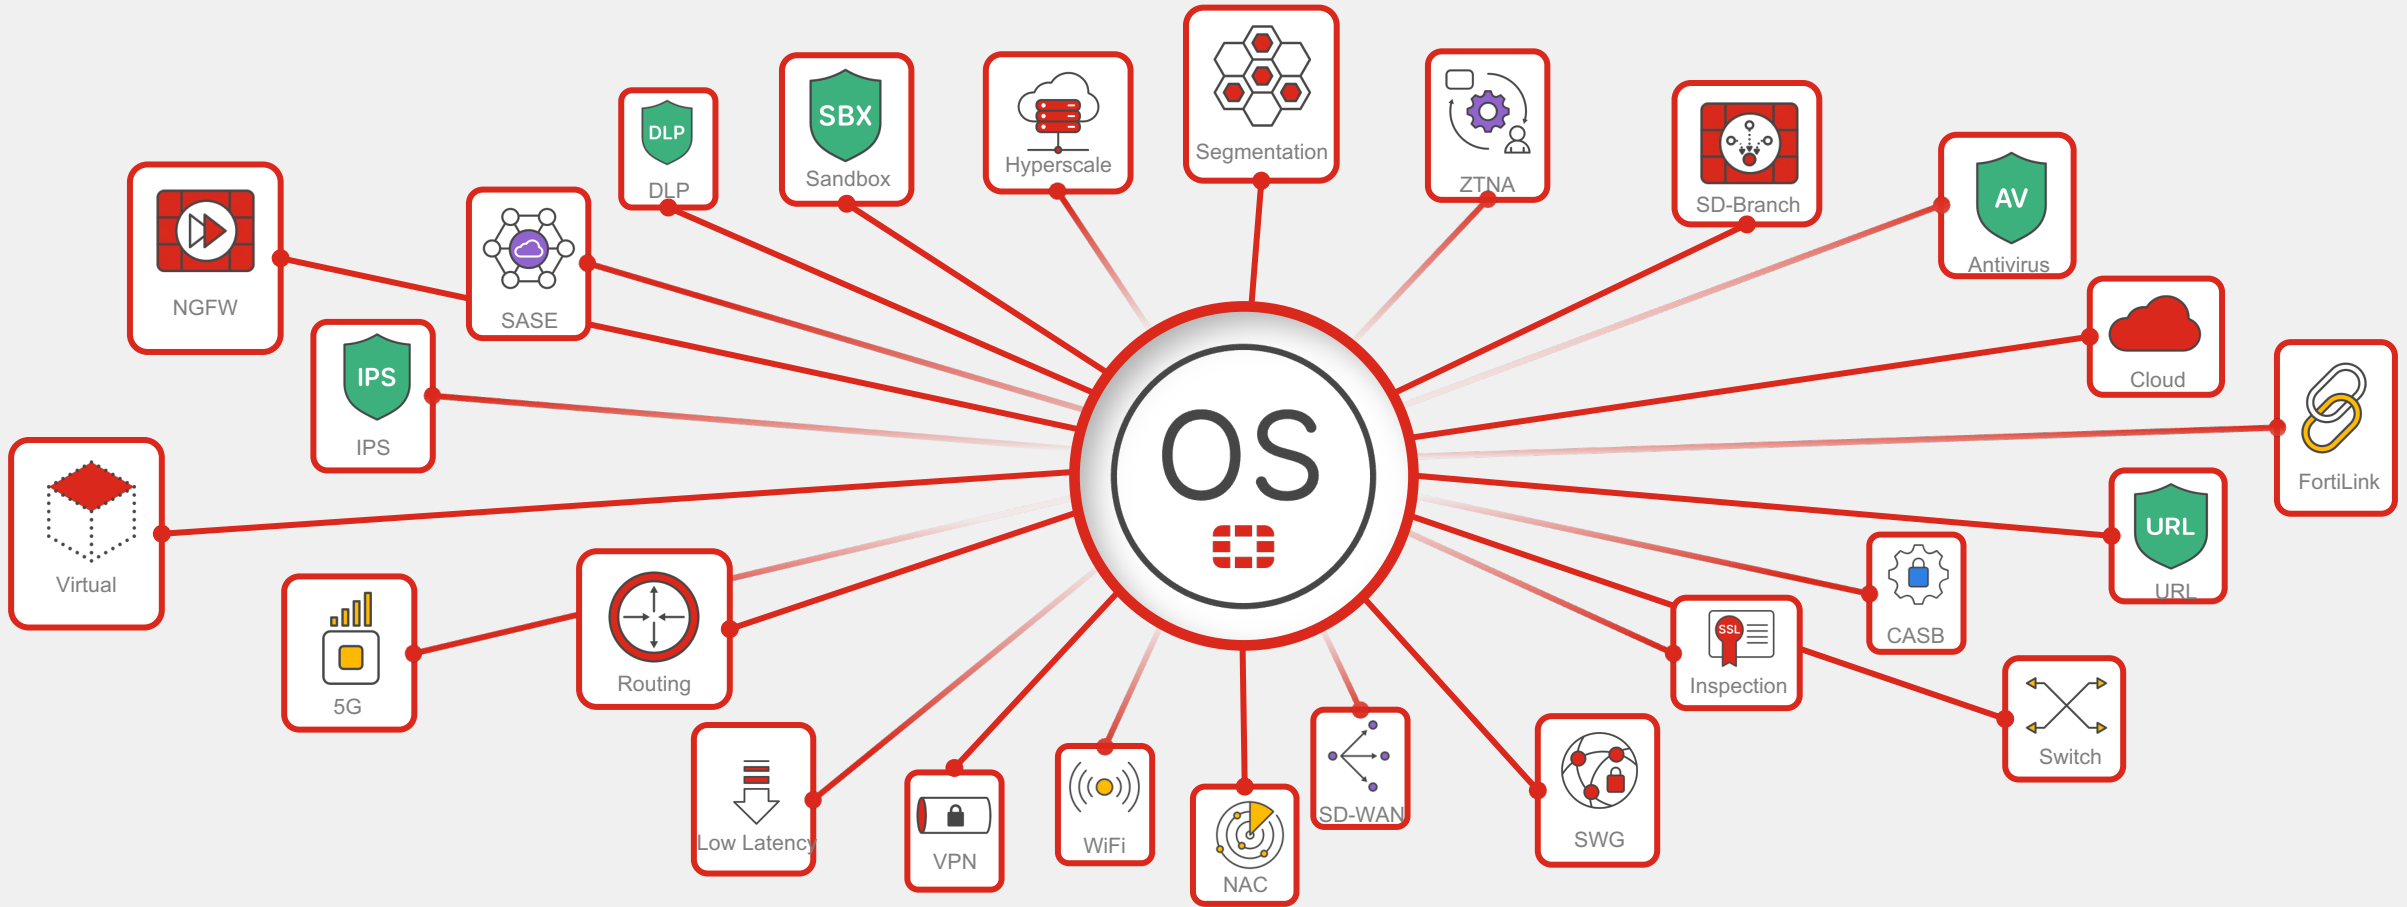 Segmentation
SBX
Sandbox
Hyperscale
ZTNA
DLP
DLP
SD-Branch
AV
Antivirus
NGFW
SASE
Cloud
IPS
IPS
FortiLink
OS
URL
URL
Virtual
CASB
SSL
Inspection
Routing
5G
Switch
Low Latency
VPN
WiFi
NAC
SD-WAN
SWG